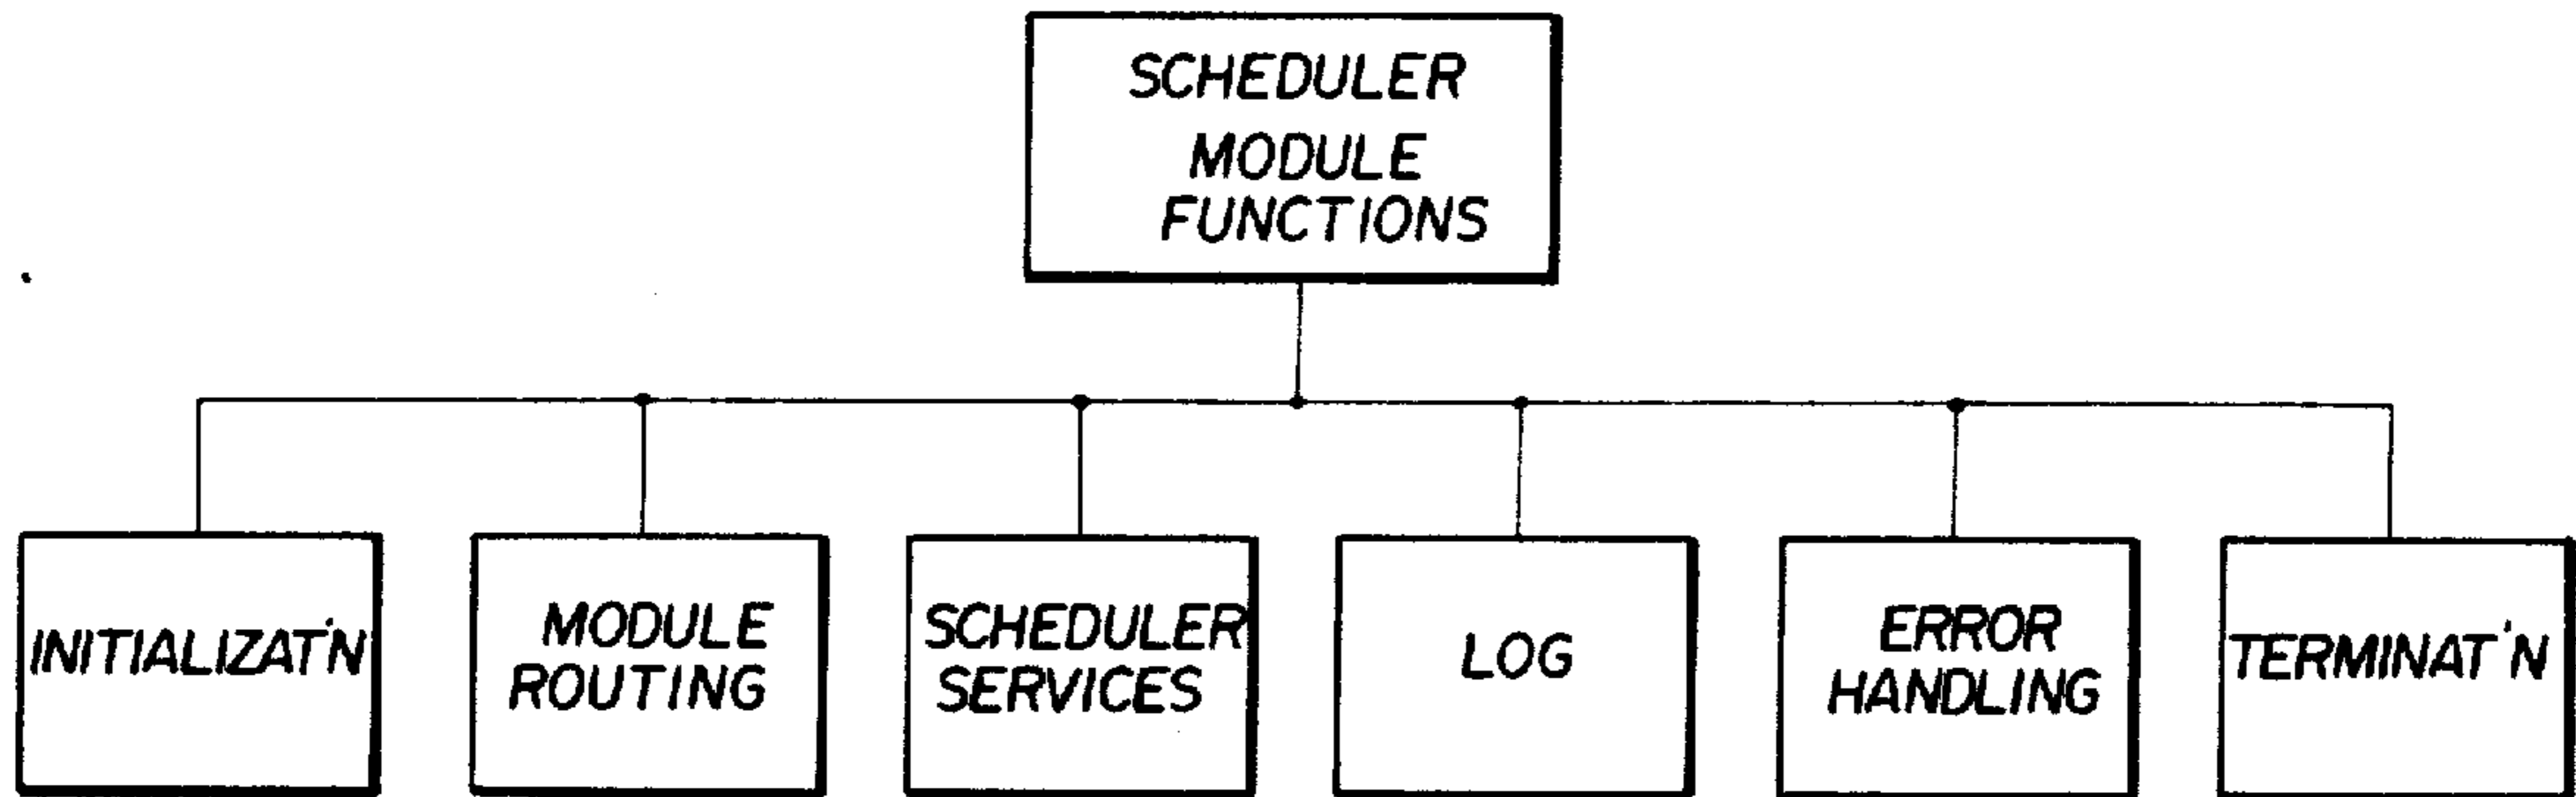 SCHEDULER
MODULE
FUNCTIONS
INITIALIZAT'N
MODULE
ROUTING
SCHEDULER
SERVICES
LOG
ERROR
HANDLING
TERMINAT'N